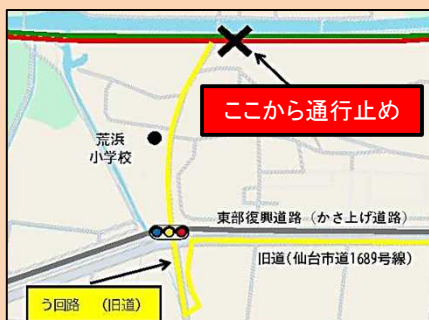 ここから通行止め
荒浜
小学校
東部復興道路（かさ上げ道路）
旧道（仙台市道1689号線）
う回路　（旧道）